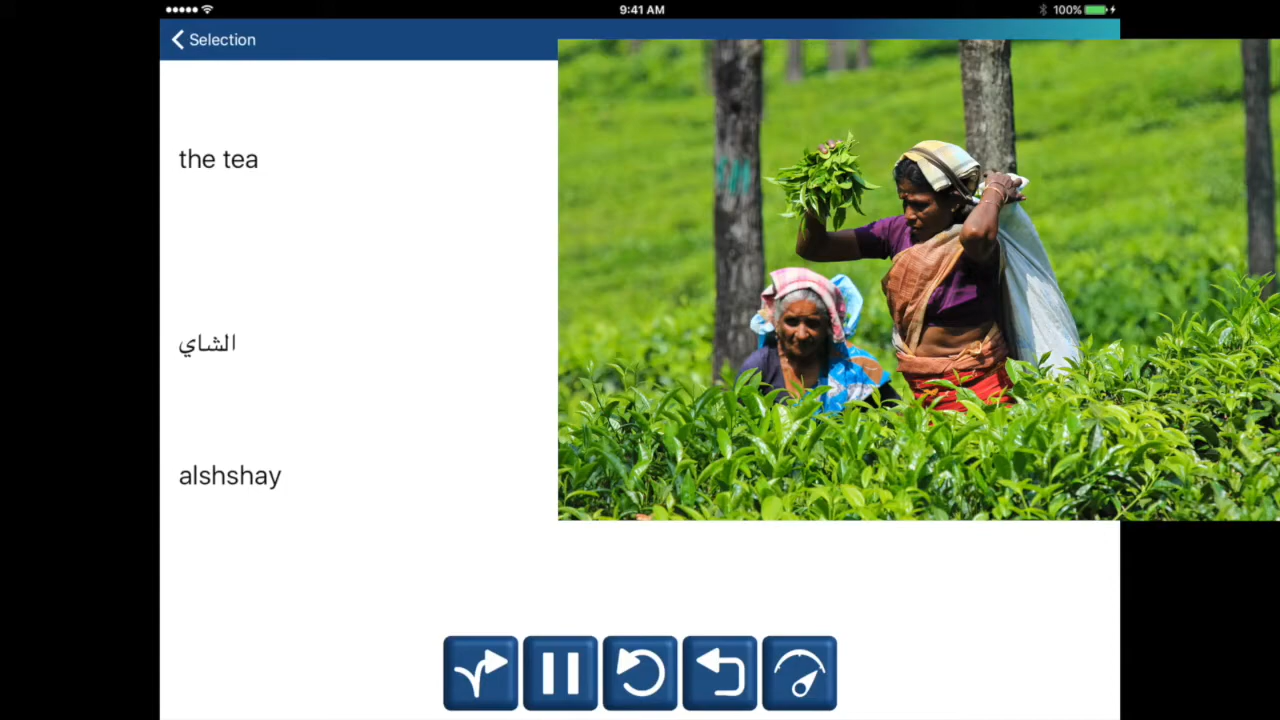 9:41 AM
100%
Selection
the tea
الشاي
alshshay